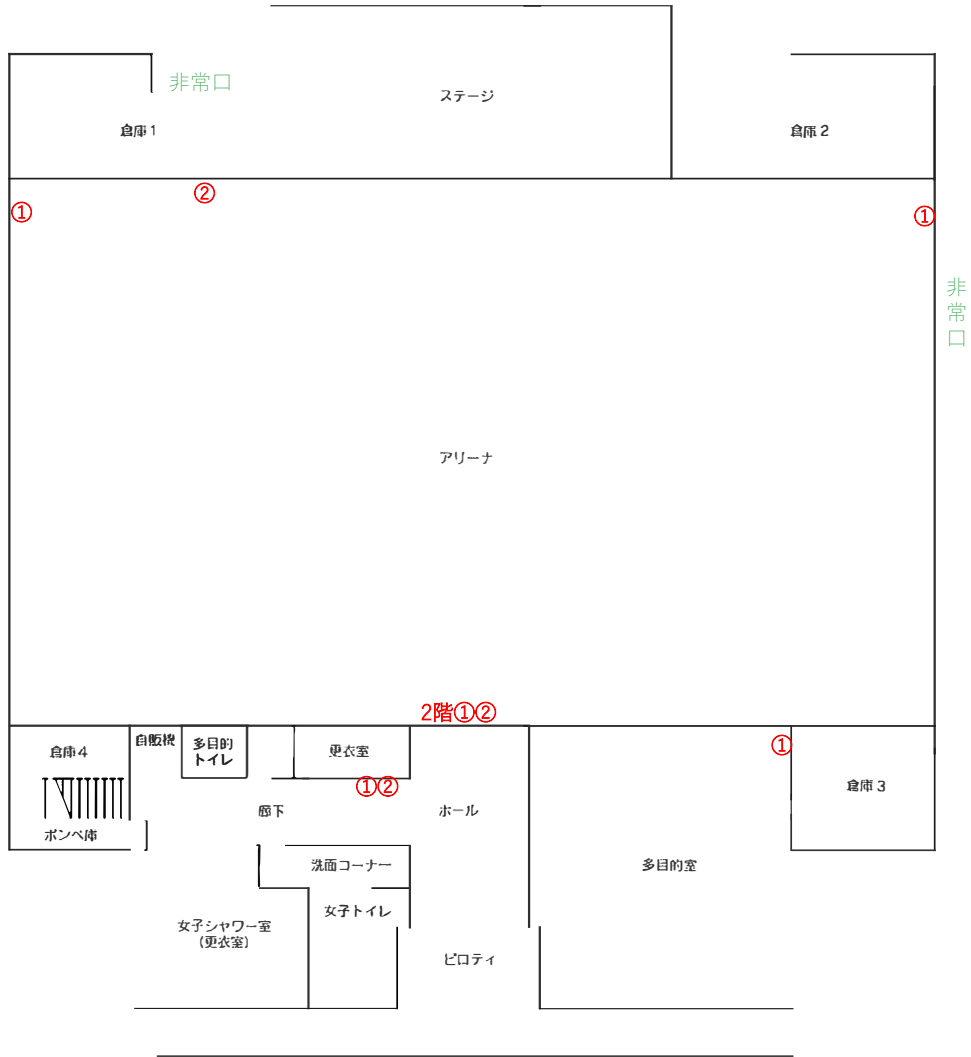 非常口
ステージ
倉庫1
倉庫2
②
①
①
非常口
アリーナ
2階①②
倉庫4
自販機
多目的
トイレ
更衣室
①
①②
倉庫3
廊下
ホール
ボンベ庫
洗面コーナー
多目的室
女子トイレ
女子シャワー室
(更衣室)
ピロティ